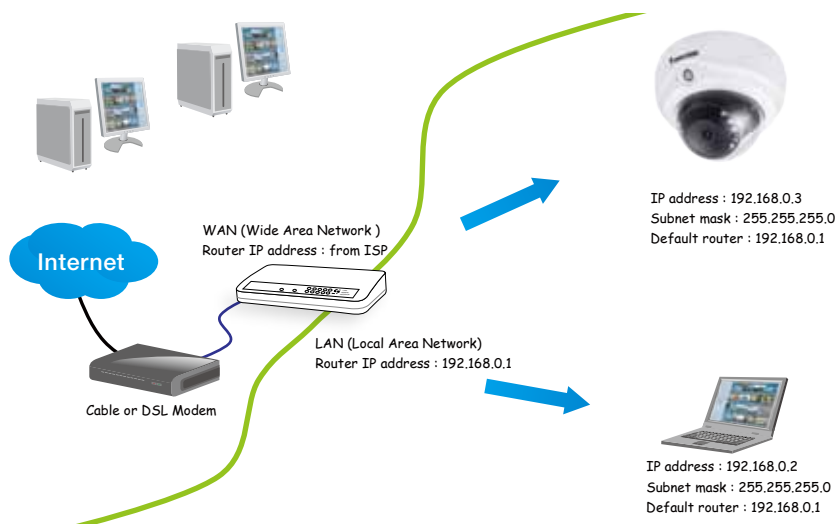 WAN (Wide Area Network )
Router IP address : from ISP
Internet
LAN (Local Area Network)
Router IP address : 192.168.0.1
Cable or DSL Modem
IP address : 192.168.0.3
Subnet mask : 255.255.255.0
Default router : 192.168.0.1
IP address : 192.168.0.2
Subnet mask : 255.255.255.0
Default router : 192.168.0.1